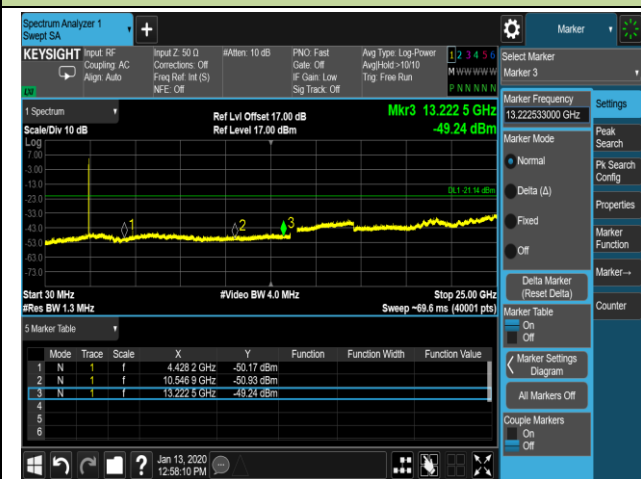 Spectrum Analyzer 1
Swept SA
+
Marker
KEYSIGHT
Input: RF
Coupling: AC
Align: Auto
Input Z: 50 Ω
Corrections: Off
Freq Ref: Int (S)
NFE: Off
#Atten: 10 dB
PNO: Fast
Gate: Off
IF Gain: Low
Sig Track: Off
Avg Type: Log-Power
Avg|Hold:>10/10
Trig: Free Run
1 2 3 4 5 6
M W W W W W
P N N N N N
Select Marker
Marker 3
1 Spectrum
Scale/Div 10 dB
Log
Ref Lvl Offset 17.00 dB
Ref Level 17.00 dBm
Mkr3 13.222 5 GHz
-49.24 dBm
7.00
-3.00
-13.0
-23.0
-33.0
-43.0
-53.0
-63.0
-73.0
DL1 -21.14 dBm
1
2
3
Start 30 MHz
#Res BW 1.3 MHz
#Video BW 4.0 MHz
Stop 25.00 GHz
Sweep ~69.6 ms (40001 pts)
5 Marker Table
Mode Trace Scale X Y Function Function Width Function Value
1 N 1 f 4.428 2 GHz -50.17 dBm
2 N 1 f 10.546 9 GHz -50.93 dBm
3 N 1 f 13.222 5 GHz -49.24 dBm
4
5
6
Marker Frequency
13.222533000 GHz
Marker Mode
Normal
Delta (Δ)
Fixed
Off
Delta Marker
(Reset Delta)
Marker Table
On
Off
Marker Settings
Diagram
All Markers Off
Couple Markers
On
Off
Settings
Peak
Search
Pk Search
Config
Properties
Marker
Function
Marker→
Counter
?
Jan 13, 2020
12:58:10 PM